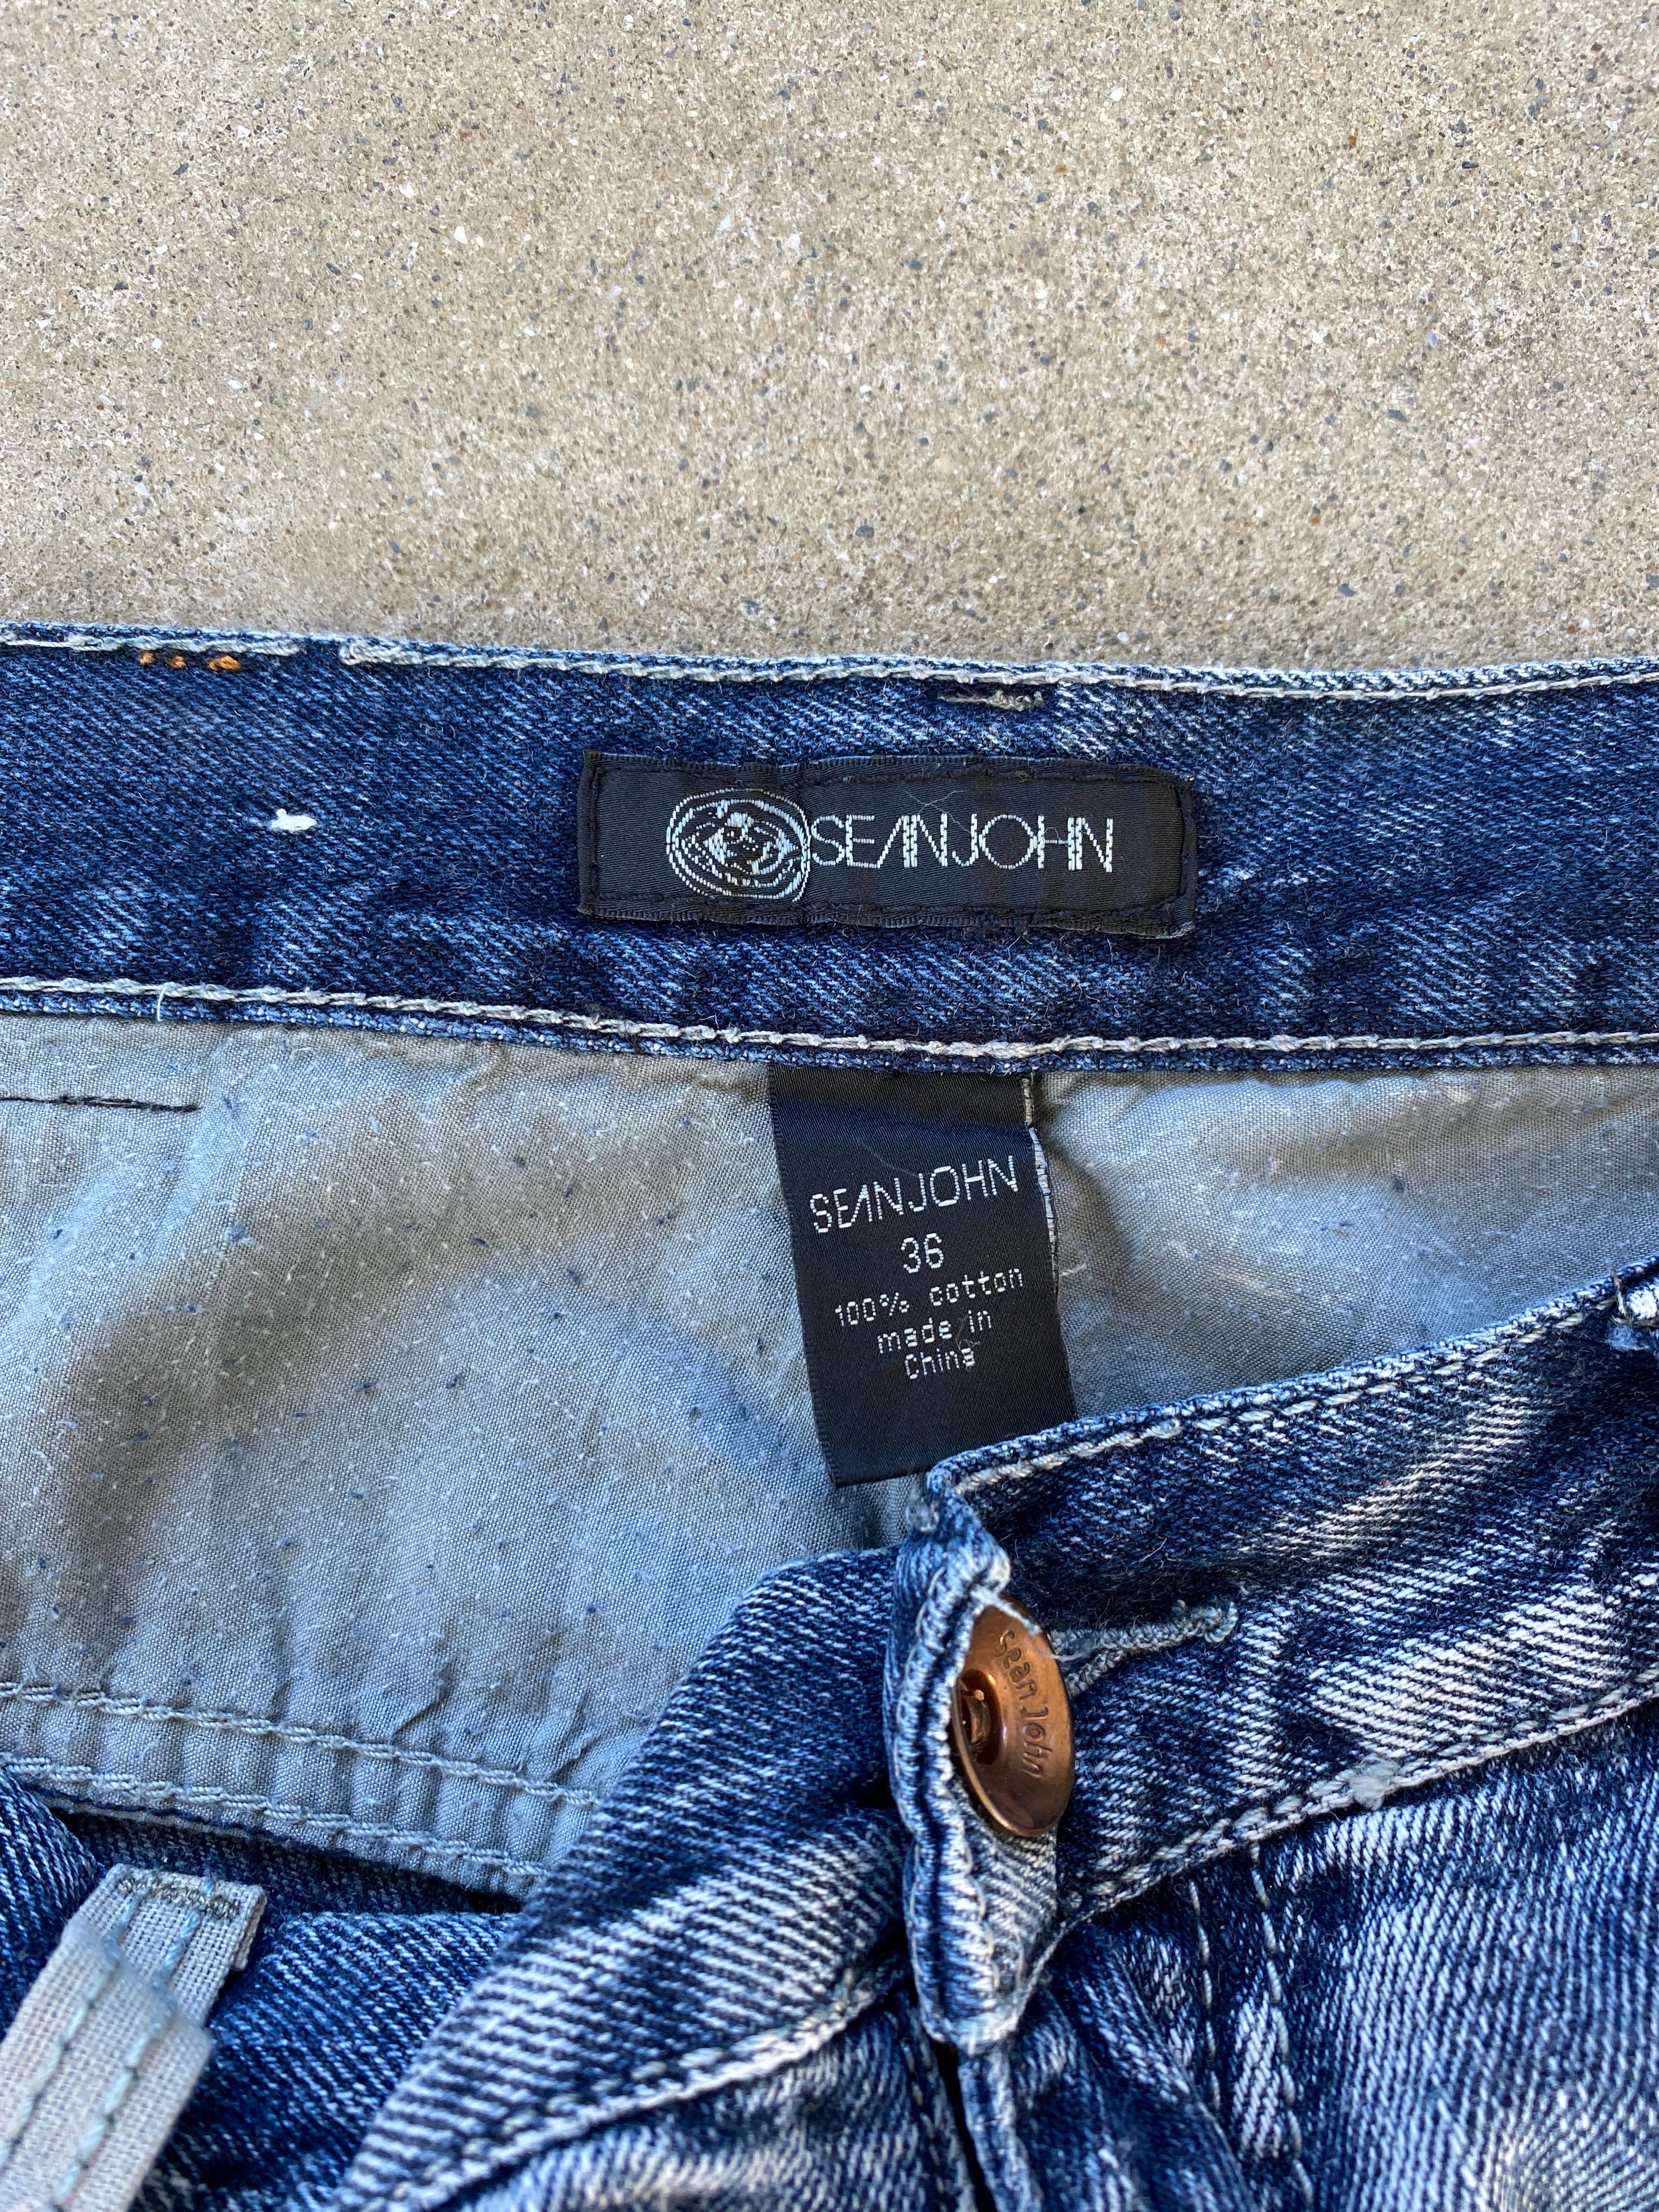 SEANJOHN
SEANJOHN
36
100% cotton
made in
China
sean john